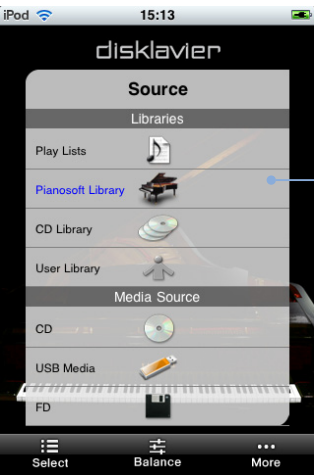 iPod 15:13
disklavier
Source
Libraries
Play Lists
Pianosoft Library
CD Library
User Library
Media Source
CD
USB Media
FD
Select Balance More